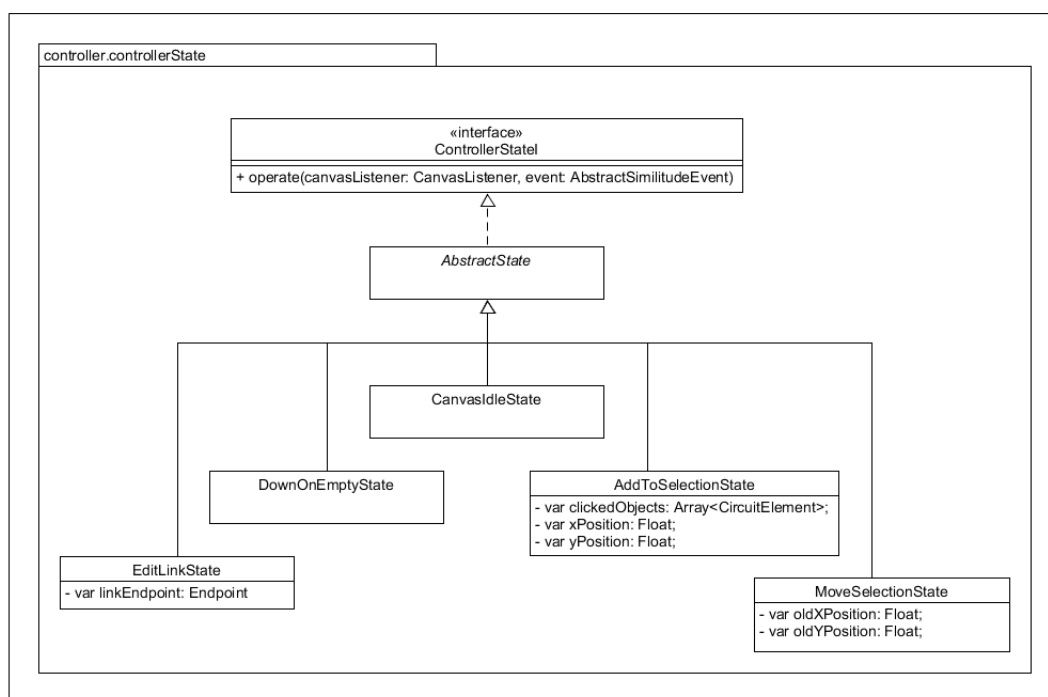 controller.controllerState
«interface»
ControllerStateI
+ operate(canvasListener: CanvasListener, event: AbstractSimilitudeEvent)
AbstractState
CanvasIdleState
DownOnEmptyState
AddToSelectionState
- var clickedObjects: Array<CircuitElement>;
- var xPosition: Float;
- var yPosition: Float;
EditLinkState
- var linkEndpoint: Endpoint
MoveSelectionState
- var oldXPosition: Float;
- var oldYPosition: Float;